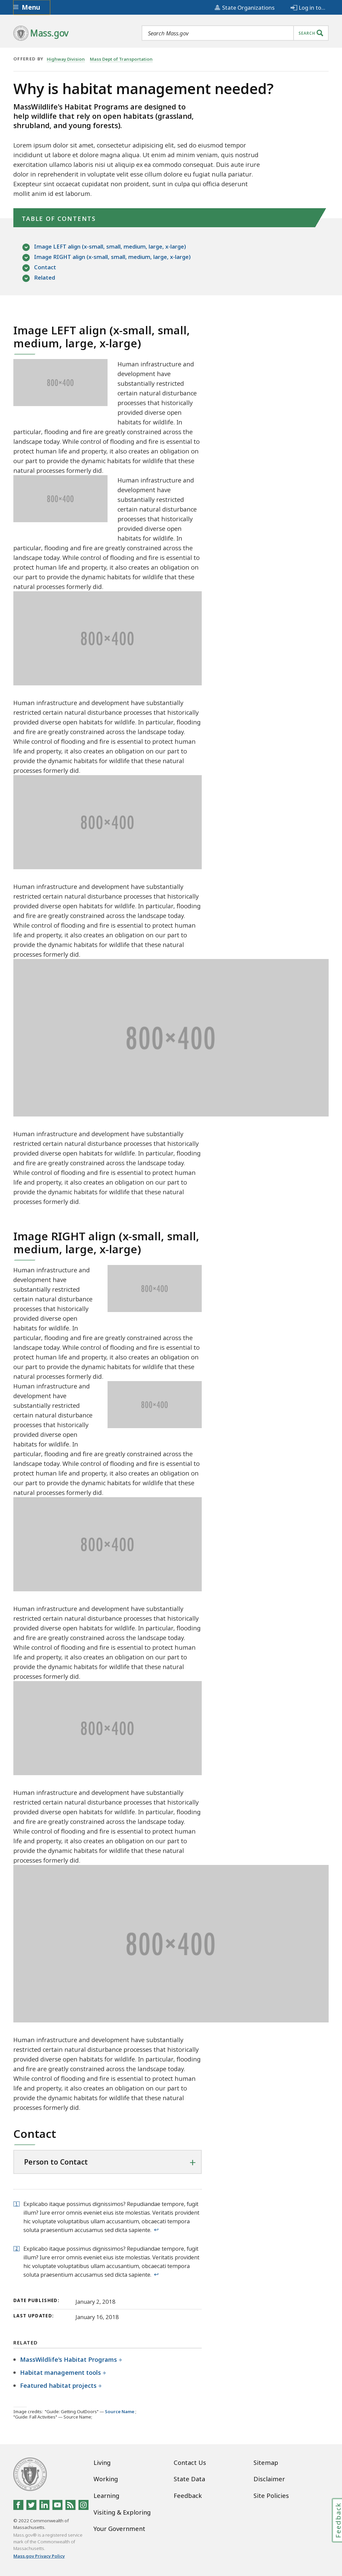 Menu
State Organizations
Log in to...
Mass.gov
Search Mass.gov
SEARCH
OFFERED BY Highway Division Mass Dept of Transportation
Why is habitat management needed?
MassWildlife's Habitat Programs are designed to
help wildlife that rely on open habitats (grassland,
shrubland, and young forests).
Lorem ipsum dolor sit amet, consectetur adipisicing elit, sed do eiusmod tempor
incididunt ut labore et dolore magna aliqua. Ut enim ad minim veniam, quis nostrud
exercitation ullamco laboris nisi ut aliquip ex ea commodo consequat. Duis aute irure
dolor in reprehenderit in voluptate velit esse cillum dolore eu fugiat nulla pariatur.
Excepteur sint occaecat cupidatat non proident, sunt in culpa qui officia deserunt
mollit anim id est laborum.
TABLE OF CONTENTS
Image LEFT align (x-small, small, medium, large, x-large)
Image RIGHT align (x-small, small, medium, large, x-large)
Contact
Related
Image LEFT align (x-small, small,
medium, large, x-large)
800×400
Human infrastructure and
development have
substantially restricted
certain natural disturbance
processes that historically
provided diverse open
habitats for wildlife. In
particular, flooding and fire are greatly constrained across the
landscape today. While control of flooding and fire is essential to
protect human life and property, it also creates an obligation on
our part to provide the dynamic habitats for wildlife that these
natural processes formerly did.
800×400
Human infrastructure and
development have
substantially restricted
certain natural disturbance
processes that historically
provided diverse open
habitats for wildlife. In
particular, flooding and fire are greatly constrained across the
landscape today. While control of flooding and fire is essential to
protect human life and property, it also creates an obligation on
our part to provide the dynamic habitats for wildlife that these
natural processes formerly did.
800×400
Human infrastructure and development have substantially
restricted certain natural disturbance processes that historically
provided diverse open habitats for wildlife. In particular, flooding
and fire are greatly constrained across the landscape today.
While control of flooding and fire is essential to protect human
life and property, it also creates an obligation on our part to
provide the dynamic habitats for wildlife that these natural
processes formerly did.
800×400
Human infrastructure and development have substantially
restricted certain natural disturbance processes that historically
provided diverse open habitats for wildlife. In particular, flooding
and fire are greatly constrained across the landscape today.
While control of flooding and fire is essential to protect human
life and property, it also creates an obligation on our part to
provide the dynamic habitats for wildlife that these natural
processes formerly did.
800×400
Human infrastructure and development have substantially
restricted certain natural disturbance processes that historically
provided diverse open habitats for wildlife. In particular, flooding
and fire are greatly constrained across the landscape today.
While control of flooding and fire is essential to protect human
life and property, it also creates an obligation on our part to
provide the dynamic habitats for wildlife that these natural
processes formerly did.
Image RIGHT align (x-small, small,
medium, large, x-large)
Human infrastructure and
development have
substantially restricted
certain natural disturbance
processes that historically
provided diverse open
habitats for wildlife. In
800×400
particular, flooding and fire are greatly constrained across the
landscape today. While control of flooding and fire is essential to
protect human life and property, it also creates an obligation on
our part to provide the dynamic habitats for wildlife that these
natural processes formerly did.
Human infrastructure and
development have
substantially restricted
certain natural disturbance
processes that historically
provided diverse open
habitats for wildlife. In
800×400
particular, flooding and fire are greatly constrained across the
landscape today. While control of flooding and fire is essential to
protect human life and property, it also creates an obligation on
our part to provide the dynamic habitats for wildlife that these
natural processes formerly did.
800×400
Human infrastructure and development have substantially
restricted certain natural disturbance processes that historically
provided diverse open habitats for wildlife. In particular, flooding
and fire are greatly constrained across the landscape today.
While control of flooding and fire is essential to protect human
life and property, it also creates an obligation on our part to
provide the dynamic habitats for wildlife that these natural
processes formerly did.
800×400
Human infrastructure and development have substantially
restricted certain natural disturbance processes that historically
provided diverse open habitats for wildlife. In particular, flooding
and fire are greatly constrained across the landscape today.
While control of flooding and fire is essential to protect human
life and property, it also creates an obligation on our part to
provide the dynamic habitats for wildlife that these natural
processes formerly did.
800×400
Human infrastructure and development have substantially
restricted certain natural disturbance processes that historically
provided diverse open habitats for wildlife. In particular, flooding
and fire are greatly constrained across the landscape today.
While control of flooding and fire is essential to protect human
life and property, it also creates an obligation on our part to
provide the dynamic habitats for wildlife that these natural
processes formerly did.
Contact
Person to Contact +
[1] Explicabo itaque possimus dignissimos? Repudiandae tempore, fugit
illum? Iure error omnis eveniet eius iste molestias. Veritatis provident
hic voluptate voluptatibus ullam accusantium, obcaecati tempora
soluta praesentium accusamus sed dicta sapiente. ↩
[2] Explicabo itaque possimus dignissimos? Repudiandae tempore, fugit
illum? Iure error omnis eveniet eius iste molestias. Veritatis provident
hic voluptate voluptatibus ullam accusantium, obcaecati tempora
soluta praesentium accusamus sed dicta sapiente. ↩
DATE PUBLISHED: January 2, 2018
LAST UPDATED: January 16, 2018
RELATED
MassWildlife's Habitat Programs +
Habitat management tools +
Featured habitat projects +
Image credits: "Guide: Getting OutDoors" — Source Name;
"Guide: Fall Activities" — Source Name;
Living
Working
Learning
Visiting & Exploring
Your Government
Contact Us
State Data
Feedback
Sitemap
Disclaimer
Site Policies
© 2022 Commonwealth of
Massachusetts.
Mass.gov® is a registered service
mark of the Commonwealth of
Massachusetts.
Mass.gov Privacy Policy
Feedback